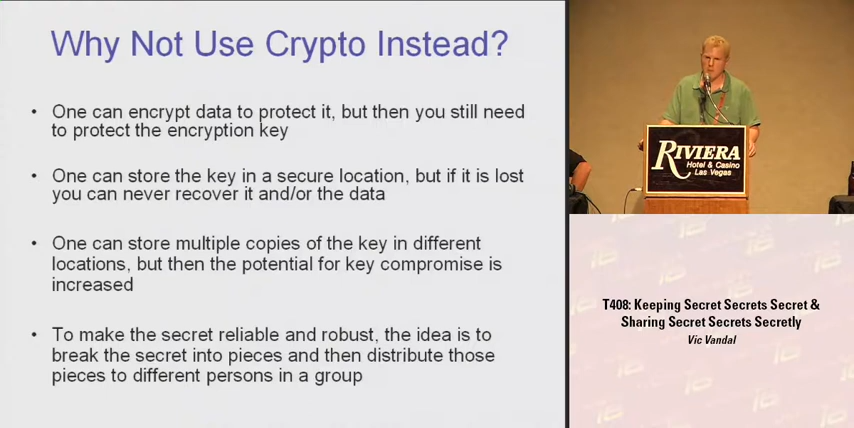 Why Not Use Crypto Instead?
• One can encrypt data to protect it, but then you still need
to protect the encryption key
• One can store the key in a secure location, but if it is lost
you can never recover it and/or the data
• One can store multiple copies of the key in different
locations, but then the potential for key compromise is
increased
• To make the secret reliable and robust, the idea is to
break the secret into pieces and then distribute those
pieces to different persons in a group
RIVIERA
Hotel & Casino
Las Vegas
T408: Keeping Secret Secrets Secret &
Sharing Secret Secrets Secretly
Vic Vandal